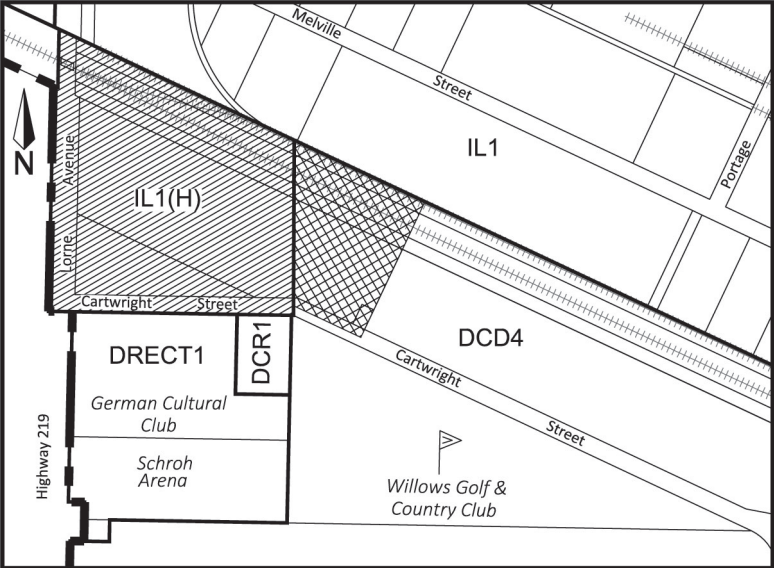 Melville
Street
IL1
Portage
N
Avenue
IL1(H)
Lorne
Cartwright Street
DRECT1
DCR1
DCD4
Cartwright
Street
German Cultural
Club
Highway 219
Schroh
Arena
Willows Golf &
Country Club